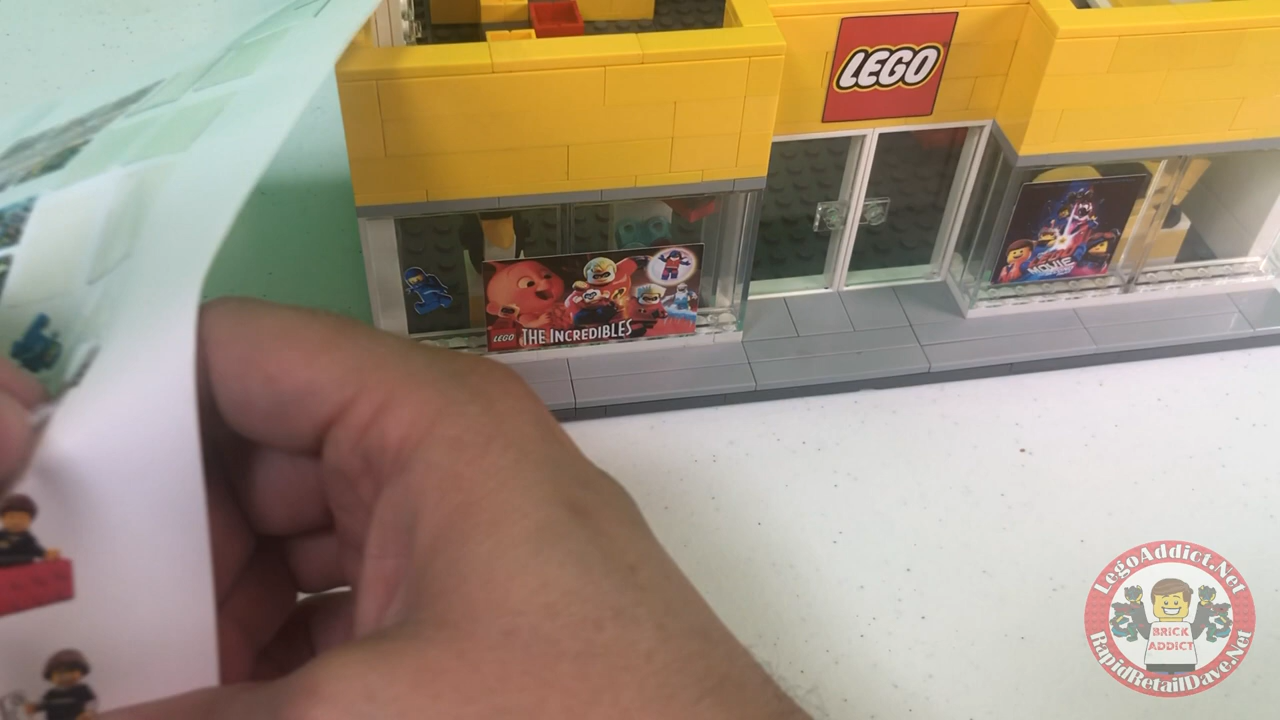 LEGO
LEGO THE INCREDIBLES
MOVIE
LegoAddict.Net
BRICK
ADDICT
RapidRetailDave.Net